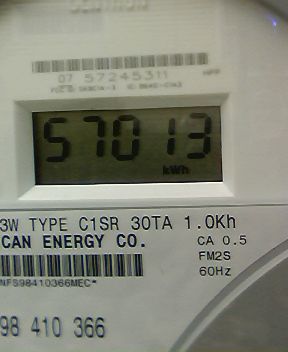 07 57245311
57013
kWh
3W TYPE C1SR 30TA 1.0Kh
CAN ENERGY CO.
CA 0.5
FM2S
60Hz
NFS98410366MEC*
98 410 366